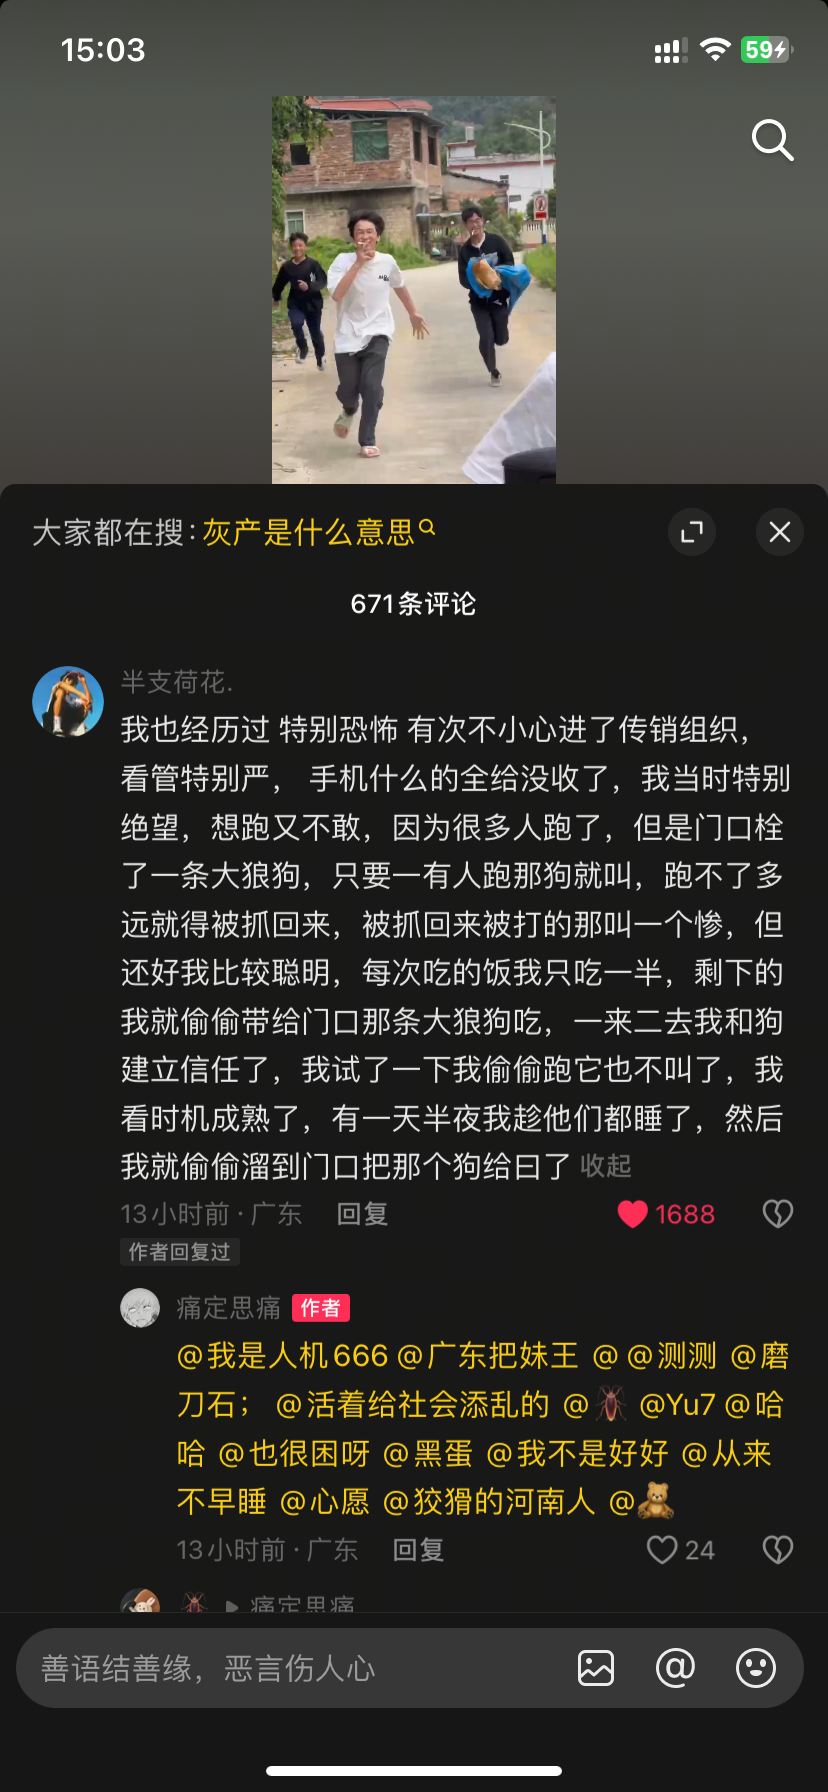 15:03
59
大家都在搜：灰产是什么意思
671条评论
半支荷花.
我也经历过 特别恐怖 有次不小心进了传销组织，
看管特别严， 手机什么的全给没收了，我当时特别
绝望，想跑又不敢，因为很多人跑了，但是门口栓
了一条大狼狗，只要一有人跑那狗就叫，跑不了多
远就得被抓回来，被抓回来被打的那叫一个惨，但
还好我比较聪明，每次吃的饭我只吃一半，剩下的
我就偷偷带给门口那条大狼狗吃，一来二去我和狗
建立信任了，我试了一下我偷偷跑它也不叫了，我
看时机成熟了，有一天半夜我趁他们都睡了，然后
我就偷偷溜到门口把那个狗给曰了 收起
13小时前 · 广东 回复 1688
作者回复过
痛定思痛 作者
@我是人机666 @广东把妹王 @ @测测 @磨
刀石； @活着给社会添乱的 @🪳 @Yu7 @哈
哈 @也很困呀 @黑蛋 @我不是好好 @从来
不早睡 @心愿 @狡猾的河南人 @🧸
13小时前 · 广东 回复 24
🪳 ▶ 痛定思痛
善语结善缘，恶言伤人心